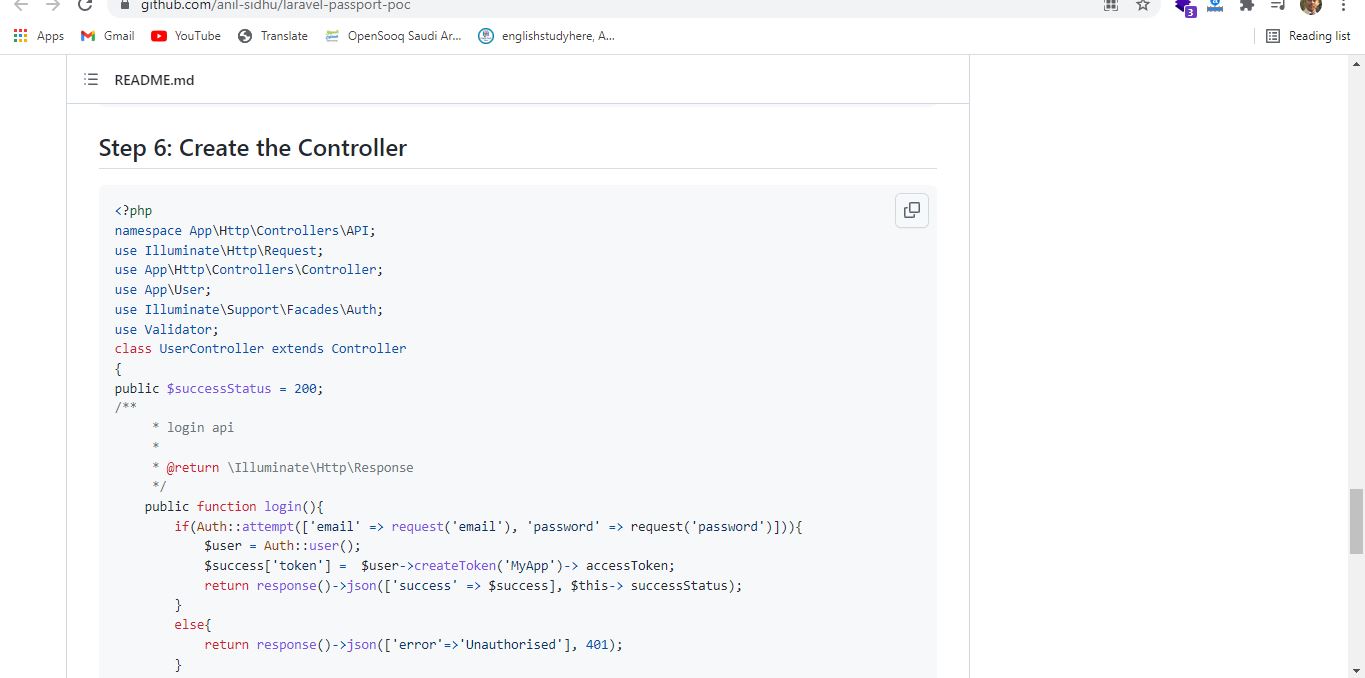 github.com/anil-sidhu/laravel-passport-poc
3
Apps Gmail YouTube Translate OpenSooq Saudi Ar... englishstudyhere, A... Reading list
README.md
Step 6: Create the Controller
<?php
namespace App\Http\Controllers\API;
use Illuminate\Http\Request;
use App\Http\Controllers\Controller;
use App\User;
use Illuminate\Support\Facades\Auth;
use Validator;
class UserController extends Controller
{
public $successStatus = 200;
/**
     * login api
     *
     * @return \Illuminate\Http\Response
     */
    public function login(){
        if(Auth::attempt(['email' => request('email'), 'password' => request('password')])){
            $user = Auth::user();
            $success['token'] =  $user->createToken('MyApp')-> accessToken;
            return response()->json(['success' => $success], $this-> successStatus);
        }
        else{
            return response()->json(['error'=>'Unauthorised'], 401);
        }